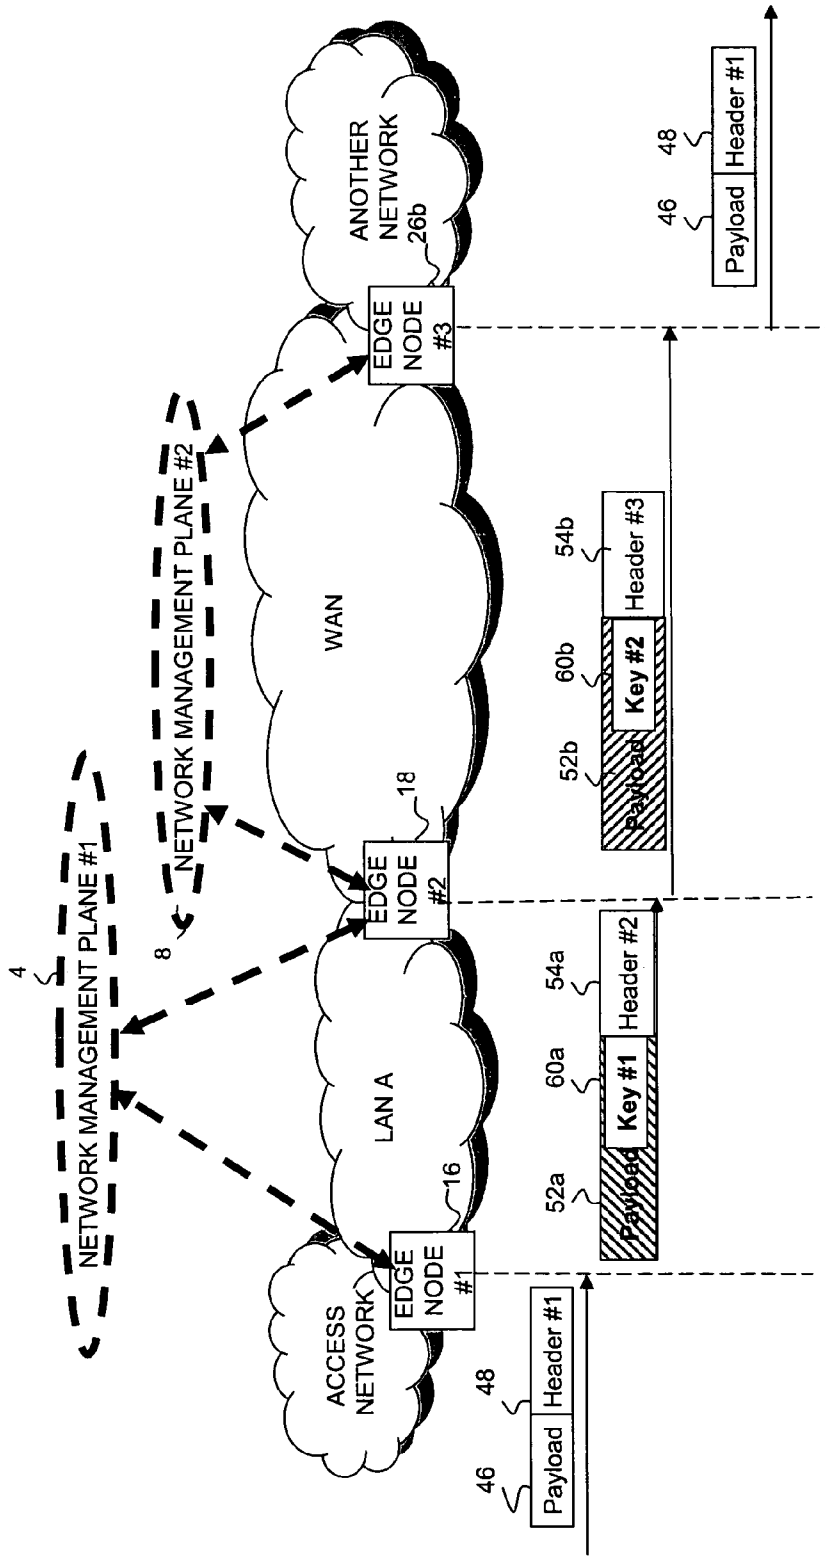 4
NETWORK MANAGEMENT PLANE #1
8
NETWORK MANAGEMENT PLANE #2
ACCESS
NETWORK
EDGE
NODE
#1
16
LAN A
EDGE
NODE
#2
18
WAN
EDGE
NODE
#3
26b
ANOTHER
NETWORK
46
48
Payload
Header #1
52a
60a
54a
Payload
Key #1
Header #2
52b
60b
54b
Payload
Key #2
Header #3
46
48
Payload
Header #1